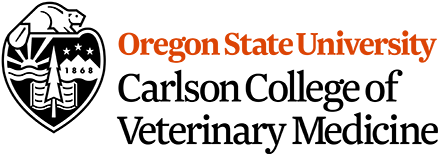 1868
Oregon State University
Carlson College of
Veterinary Medicine